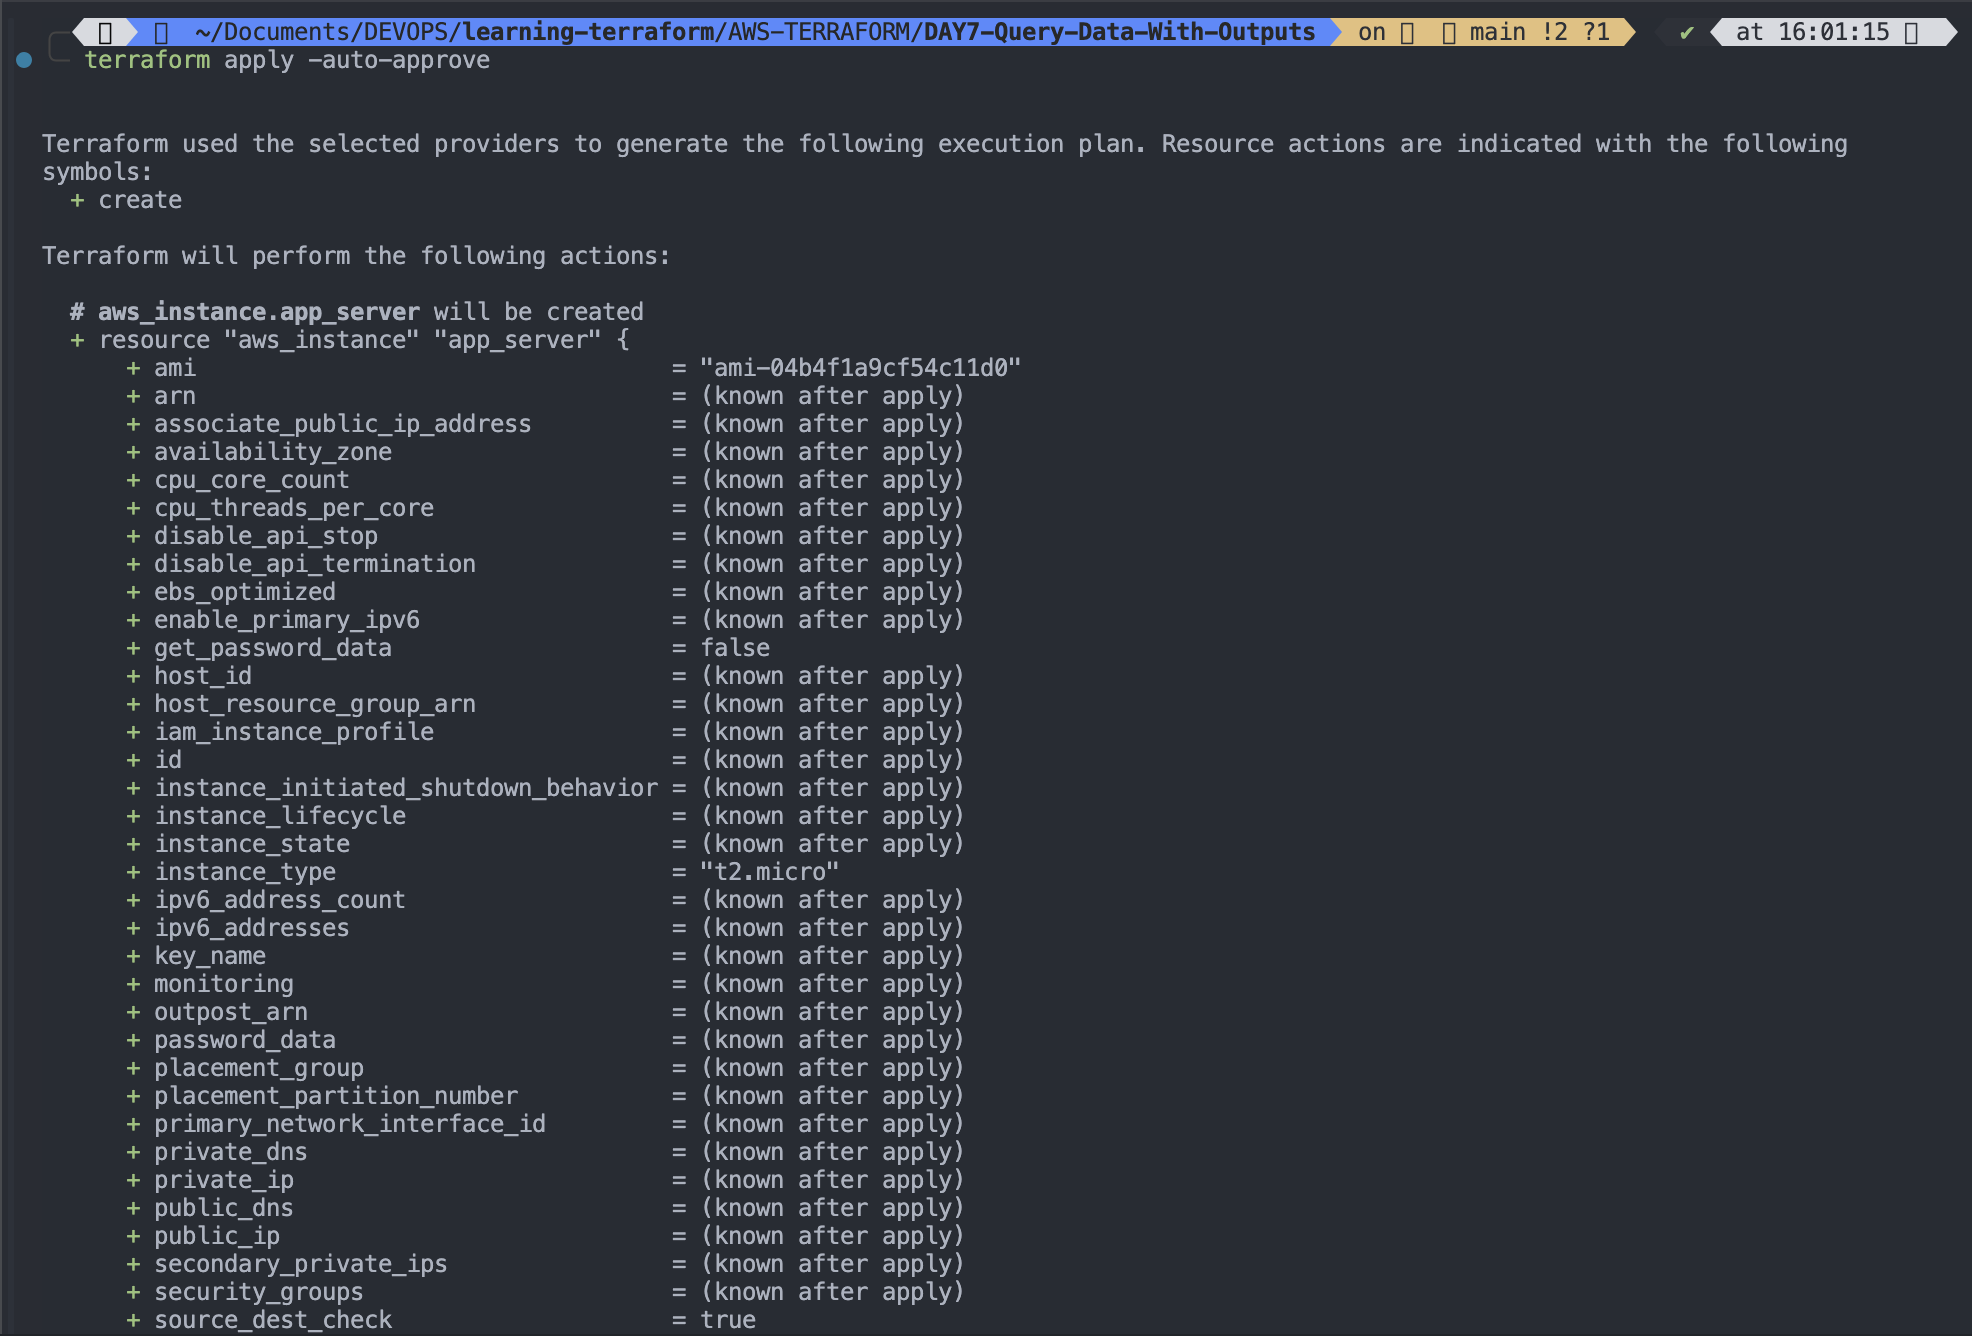 ~/Documents/DEVOPS/learning-terraform/AWS-TERRAFORM/DAY7-Query-Data-With-Outputs on main !2 ?1 ✔ at 16:01:15
terraform apply -auto-approve
Terraform used the selected providers to generate the following execution plan. Resource actions are indicated with the following
symbols:
+ create
Terraform will perform the following actions:
# aws_instance.app_server will be created
+ resource "aws_instance" "app_server" {
+ ami = "ami-04b4f1a9cf54c11d0"
+ arn = (known after apply)
+ associate_public_ip_address = (known after apply)
+ availability_zone = (known after apply)
+ cpu_core_count = (known after apply)
+ cpu_threads_per_core = (known after apply)
+ disable_api_stop = (known after apply)
+ disable_api_termination = (known after apply)
+ ebs_optimized = (known after apply)
+ enable_primary_ipv6 = (known after apply)
+ get_password_data = false
+ host_id = (known after apply)
+ host_resource_group_arn = (known after apply)
+ iam_instance_profile = (known after apply)
+ id = (known after apply)
+ instance_initiated_shutdown_behavior = (known after apply)
+ instance_lifecycle = (known after apply)
+ instance_state = (known after apply)
+ instance_type = "t2.micro"
+ ipv6_address_count = (known after apply)
+ ipv6_addresses = (known after apply)
+ key_name = (known after apply)
+ monitoring = (known after apply)
+ outpost_arn = (known after apply)
+ password_data = (known after apply)
+ placement_group = (known after apply)
+ placement_partition_number = (known after apply)
+ primary_network_interface_id = (known after apply)
+ private_dns = (known after apply)
+ private_ip = (known after apply)
+ public_dns = (known after apply)
+ public_ip = (known after apply)
+ secondary_private_ips = (known after apply)
+ security_groups = (known after apply)
+ source_dest_check = true